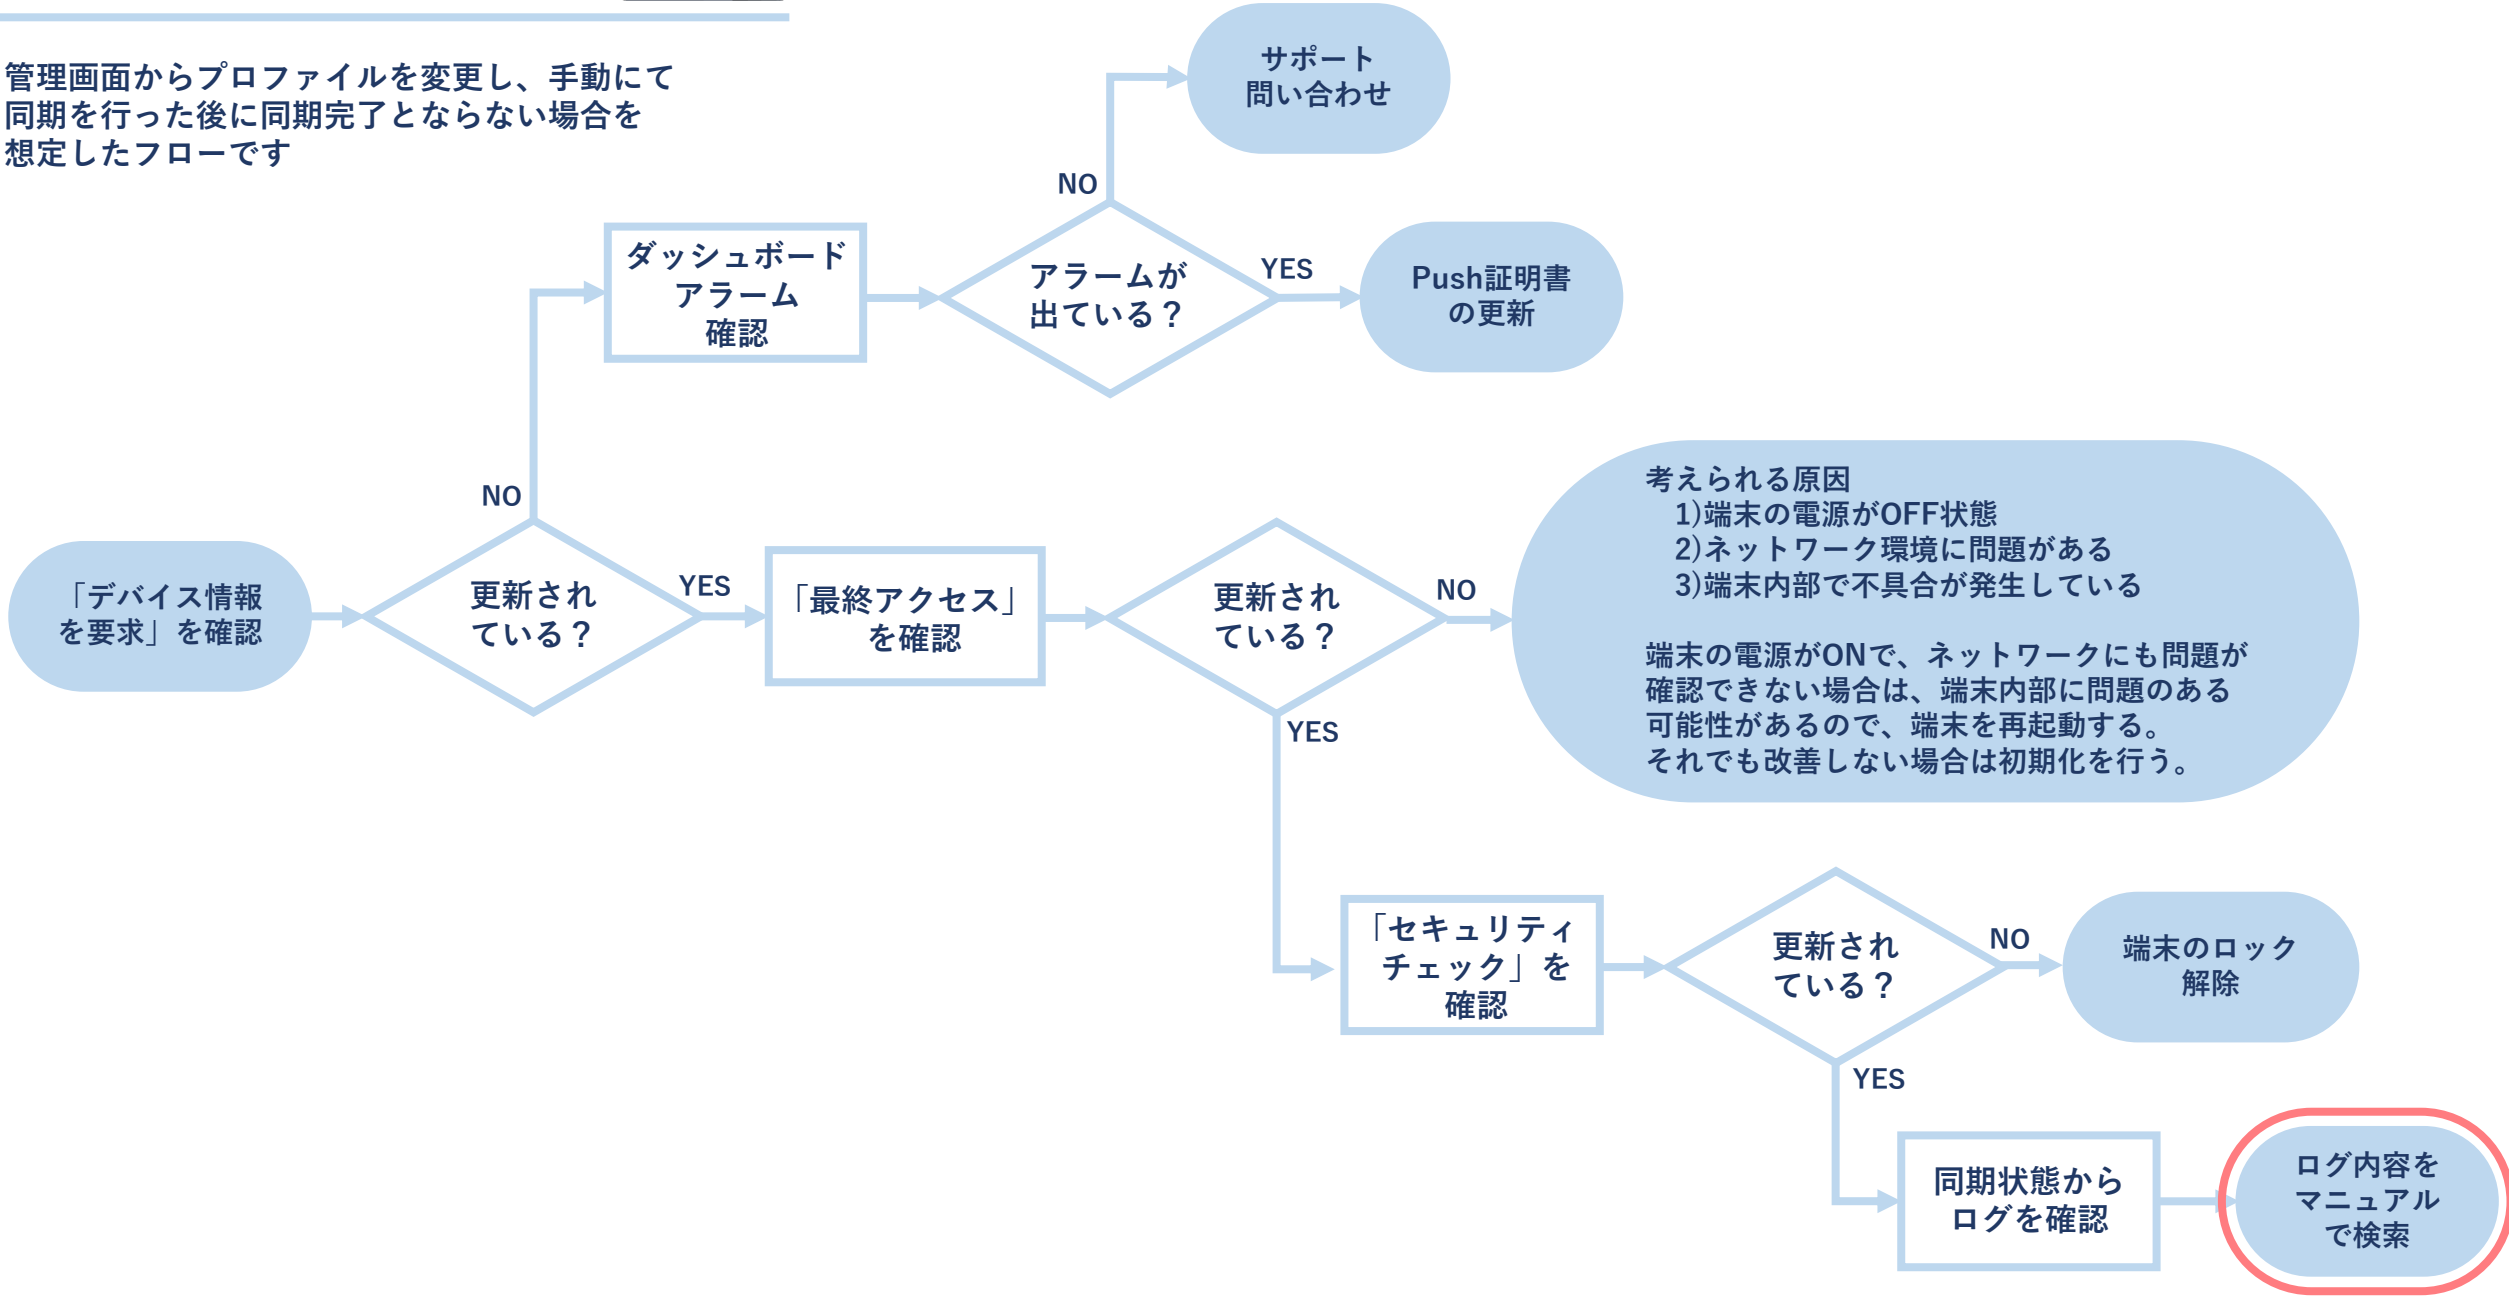 管理画面からプロファイルを変更し、手動にて
同期を行った後に同期完了とならない場合を
想定したフローです
サポート
問い合わせ
NO
ダッシュボード
アラーム
確認
アラームが
出ている？
YES
Push証明書
の更新
NO
「デバイス情報
を要求」を確認
更新され
ている？
YES
「最終アクセス」
を確認
更新され
ている？
NO
考えられる原因
1)端末の電源がOFF状態
2)ネットワーク環境に問題がある
3)端末内部で不具合が発生している
端末の電源がONで、ネットワークにも問題が
確認できない場合は、端末内部に問題のある
可能性があるので、端末を再起動する。
それでも改善しない場合は初期化を行う。
YES
「セキュリティ
チェック」を
確認
更新され
ている？
NO
端末のロック
解除
YES
同期状態から
ログを確認
ログ内容を
マニュアル
で検索